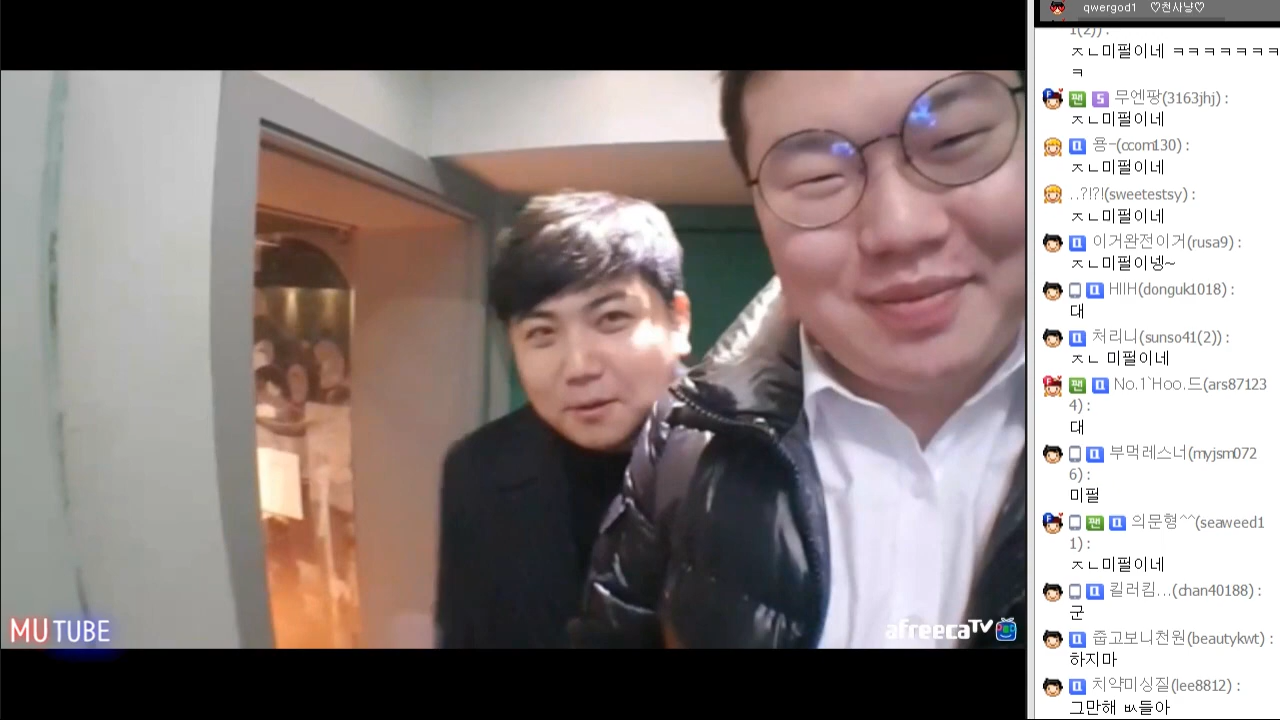 qwergod1 ♡천사냥♡
1(2)) :
ㅈㄴ미필이네 ㅋㅋㅋㅋㅋㅋㅋ
ㅋ
팬 S 무엔팡(3163jhj) :
ㅈㄴ미필이네
용-(ccom130) :
ㅈㄴ미필이네
..?!?!(sweetestsy) :
ㅈㄴ미필이네
이거완전이거(rusa9) :
ㅈㄴ미필이넹~
HIIH(donguk1018) :
대
처리니(sunso41(2)) :
ㅈㄴ 미필이네
팬 No.1`Hoo.드(ars87123
4) :
대
부먹레스너(myjsm072
6) :
미필
팬 의문형^^(seaweed1
1) :
ㅈㄴ미필이네
킬러킴...(chan40188) :
군
줍고보니천원(beautykwt) :
하지마
치약미싱질(lee8812) :
그만해 ㅄ들아
MU TUBE
afreecaTV